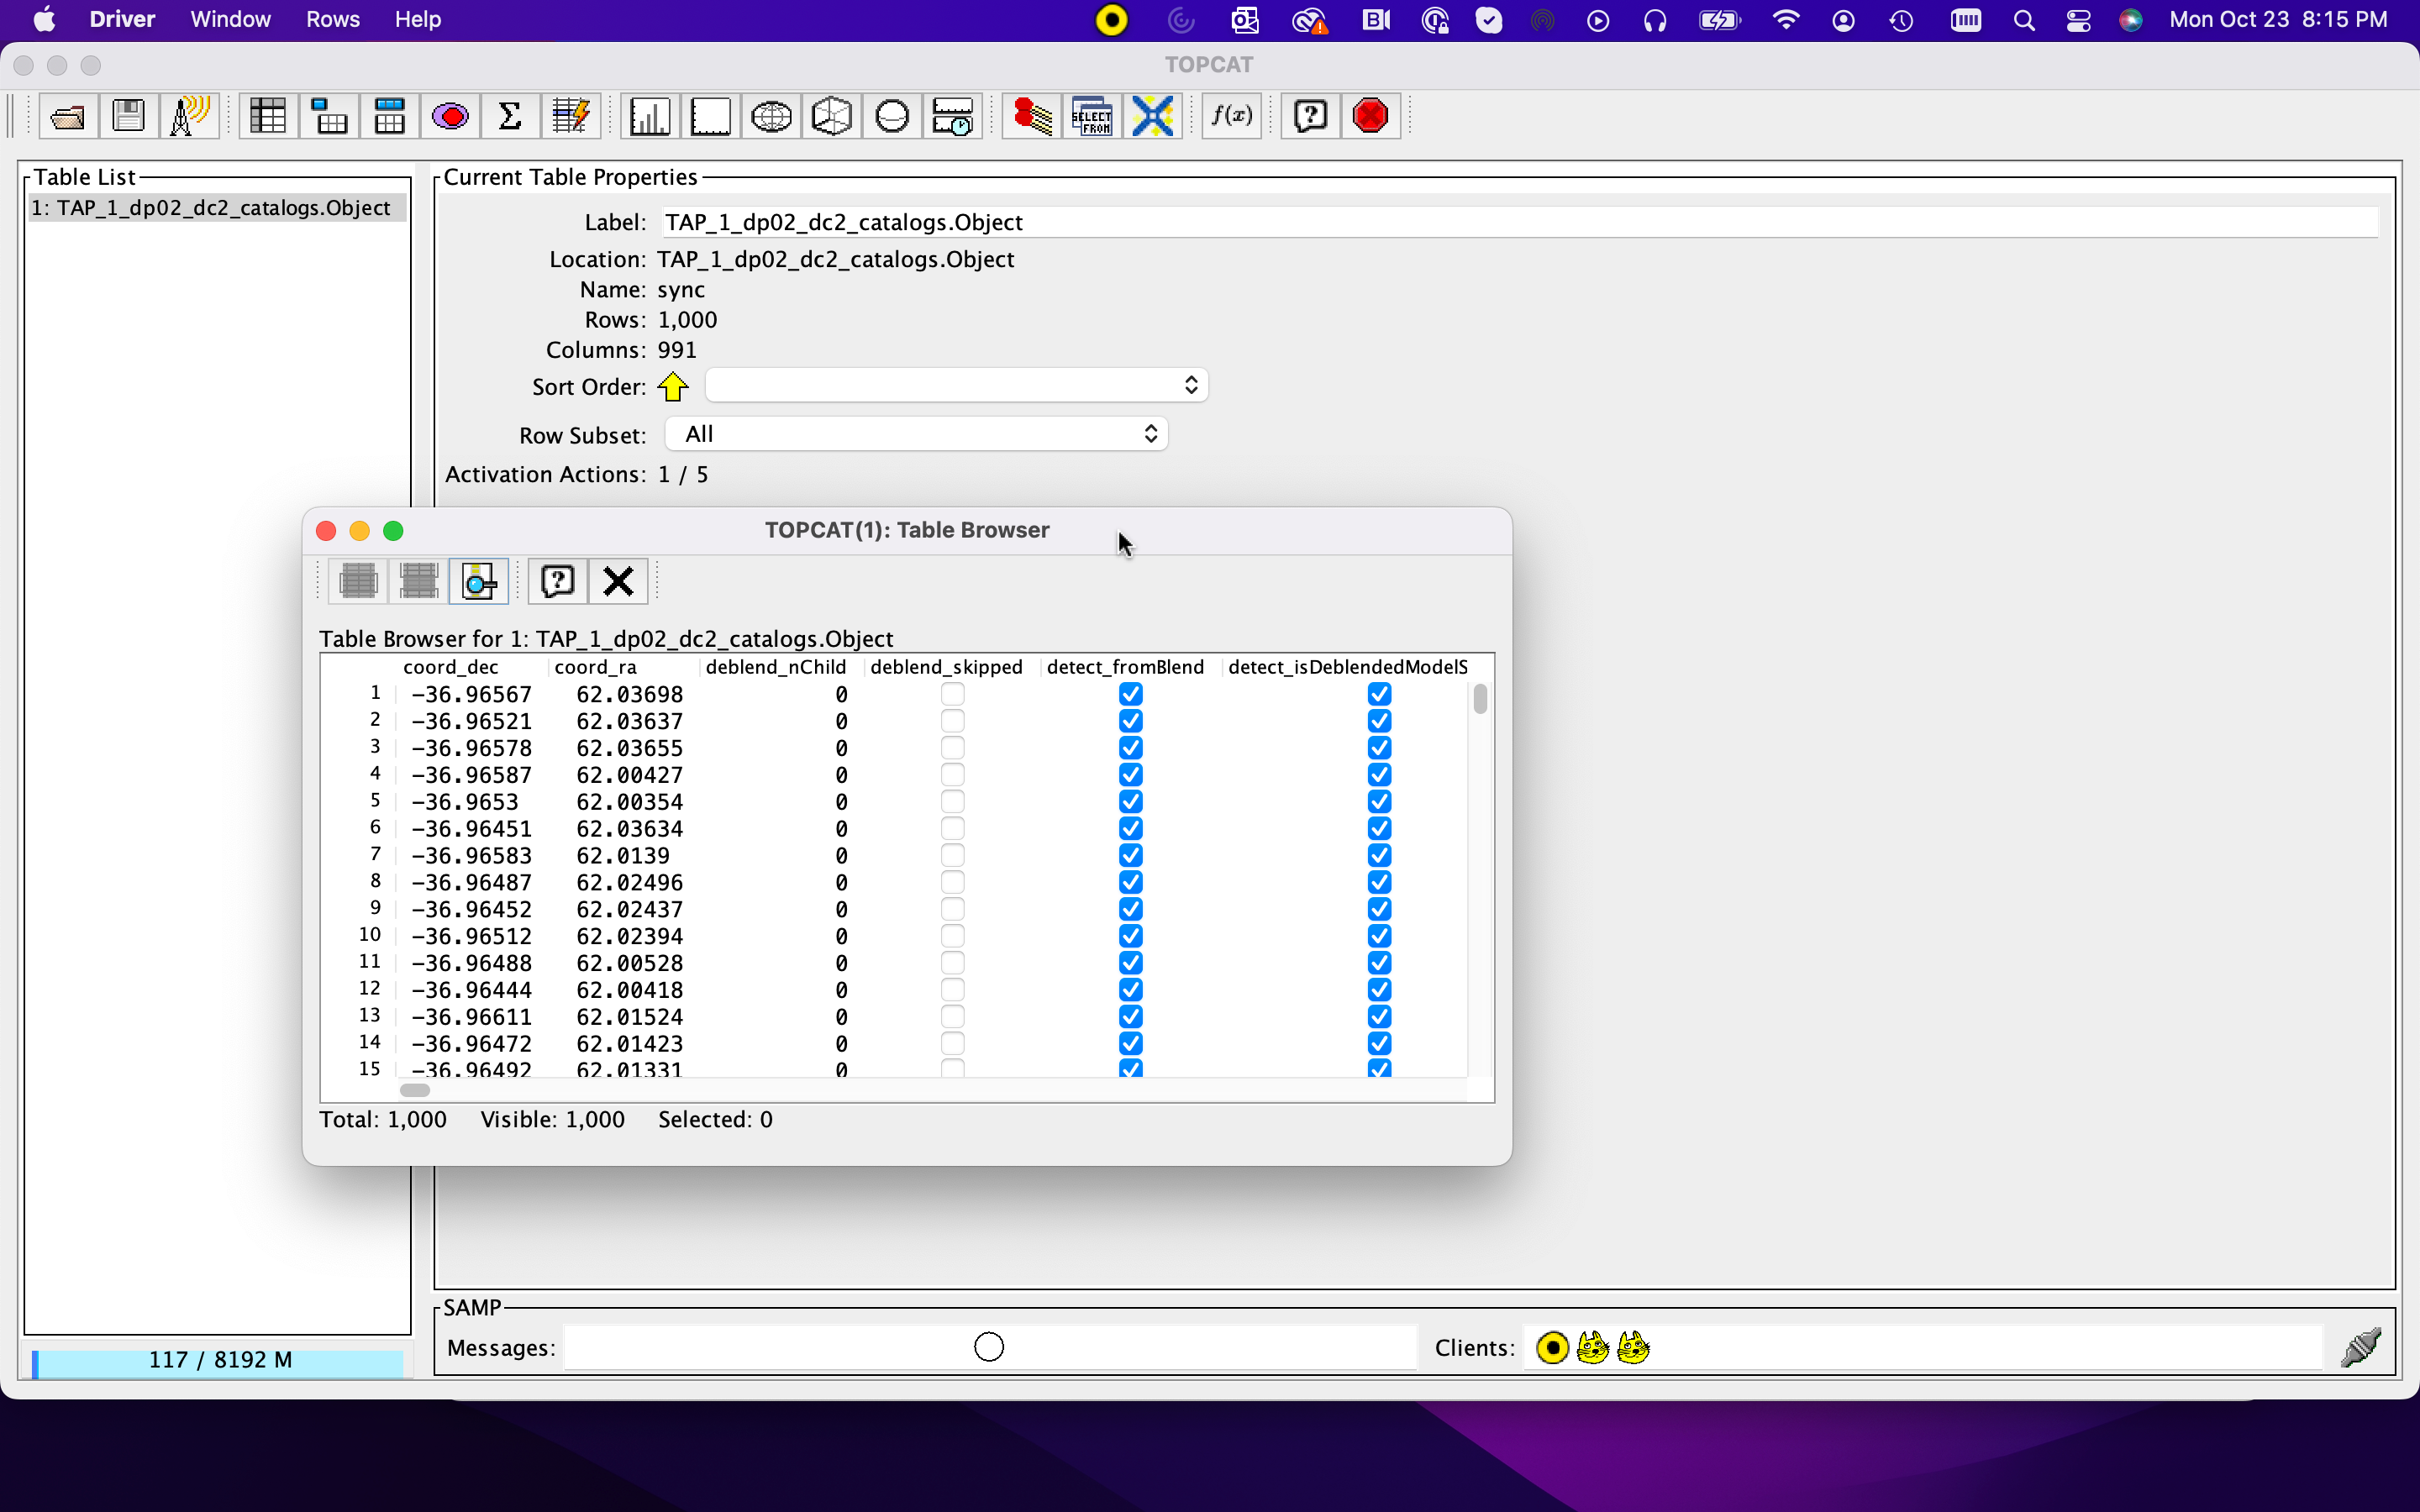 Driver Window Rows Help Mon Oct 23 8:15 PM
TOPCAT
SELECT FROM
f(x)
Table List
1: TAP_1_dp02_dc2_catalogs.Object
Current Table Properties
Label: TAP_1_dp02_dc2_catalogs.Object
Location: TAP_1_dp02_dc2_catalogs.Object
Name: sync
Rows: 1,000
Columns: 991
Sort Order:
Row Subset: All
Activation Actions: 1 / 5
TOPCAT(1): Table Browser
Table Browser for 1: TAP_1_dp02_dc2_catalogs.Object
coord_dec coord_ra deblend_nChild deblend_skipped detect_fromBlend detect_isDeblendedModelS
1 -36.96567 62.03698 0
2 -36.96521 62.03637 0
3 -36.96578 62.03655 0
4 -36.96587 62.00427 0
5 -36.9653 62.00354 0
6 -36.96451 62.03634 0
7 -36.96583 62.0139 0
8 -36.96487 62.02496 0
9 -36.96452 62.02437 0
10 -36.96512 62.02394 0
11 -36.96488 62.00528 0
12 -36.96444 62.00418 0
13 -36.96611 62.01524 0
14 -36.96472 62.01423 0
15 -36.96492 62.01331 0
Total: 1,000 Visible: 1,000 Selected: 0
SAMP
Messages: Clients:
117 / 8192 M